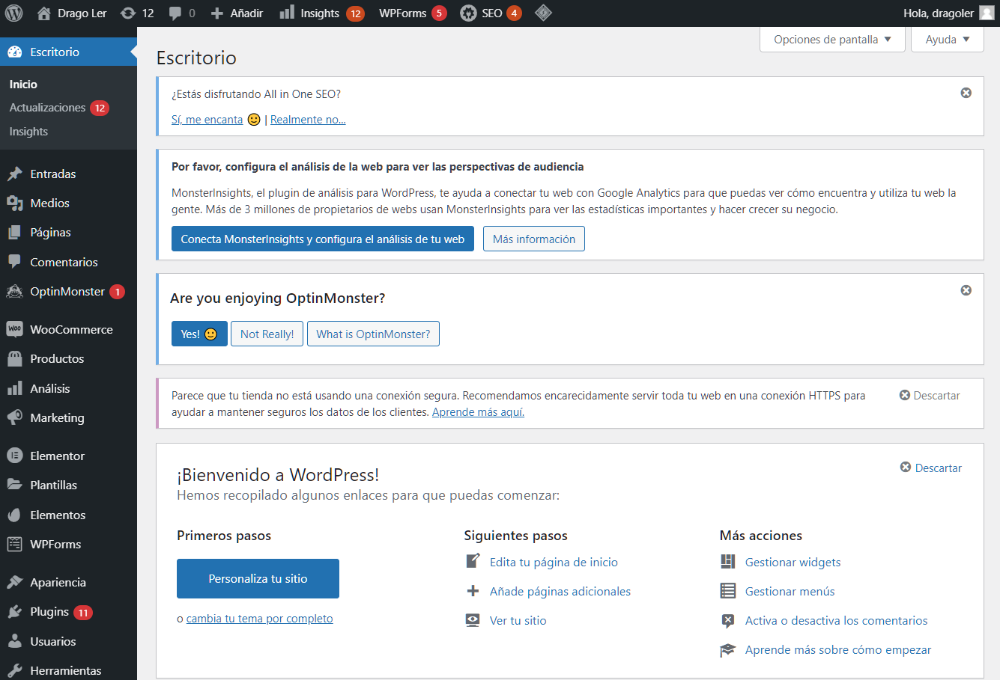 Drago Ler 12 0 Añadir Insights 12 WPForms 5 SEO 4 Hola, dragoler
Opciones de pantalla Ayuda
Escritorio
Inicio
Actualizaciones 12
Insights
Entradas
Medios
Páginas
Comentarios
OptinMonster 1
WOO WooCommerce
Productos
Análisis
Marketing
Elementor
Plantillas
Elementos
WPForms
Apariencia
Plugins 11
Usuarios
Herramientas
Escritorio
¿Estás disfrutando All in One SEO?
Sí, me encanta 🙂 | Realmente no...
Por favor, configura el análisis de la web para ver las perspectivas de audiencia
MonsterInsights, el plugin de análisis para WordPress, te ayuda a conectar tu web con Google Analytics para que puedas ver cómo encuentra y utiliza tu web la
gente. Más de 3 millones de propietarios de webs usan MonsterInsights para ver las estadísticas importantes y hacer crecer su negocio.
Conecta MonsterInsights y configura el análisis de tu web Más información
Are you enjoying OptinMonster?
Yes! 🙂 Not Really! What is OptinMonster?
Parece que tu tienda no está usando una conexión segura. Recomendamos encarecidamente servir toda tu web en una conexión HTTPS para
ayudar a mantener seguros los datos de los clientes. Aprende más aquí.
Descartar
¡Bienvenido a WordPress!
Descartar
Hemos recopilado algunos enlaces para que puedas comenzar:
Primeros pasos
Personaliza tu sitio
o cambia tu tema por completo
Siguientes pasos
Edita tu página de inicio
Añade páginas adicionales
Ver tu sitio
Más acciones
Gestionar widgets
Gestionar menús
Activa o desactiva los comentarios
Aprende más sobre cómo empezar